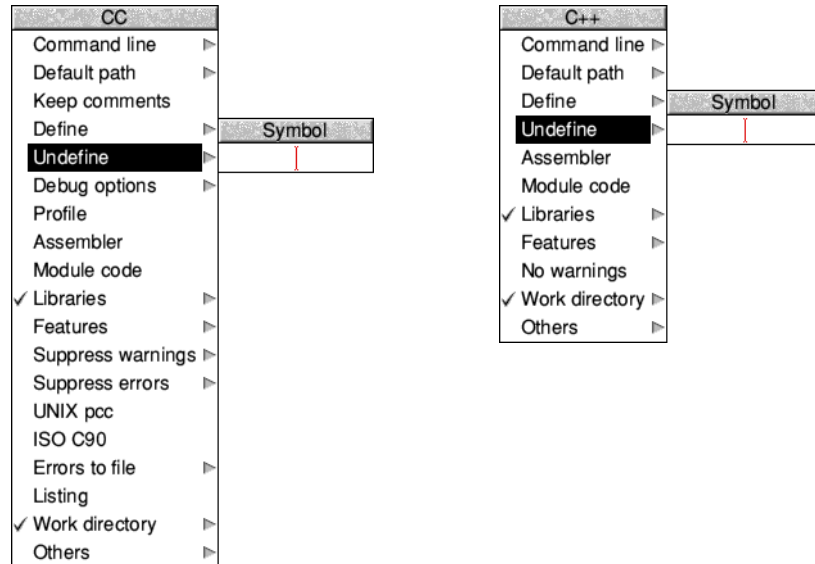 CC
Command line
Default path
Keep comments
Define
Undefine
Symbol
Debug options
Profile
Assembler
Module code
Libraries
Features
Suppress warnings
Suppress errors
UNIX pcc
ISO C90
Errors to file
Listing
Work directory
Others
C++
Command line
Default path
Define
Undefine
Symbol
Assembler
Module code
Libraries
Features
No warnings
Work directory
Others